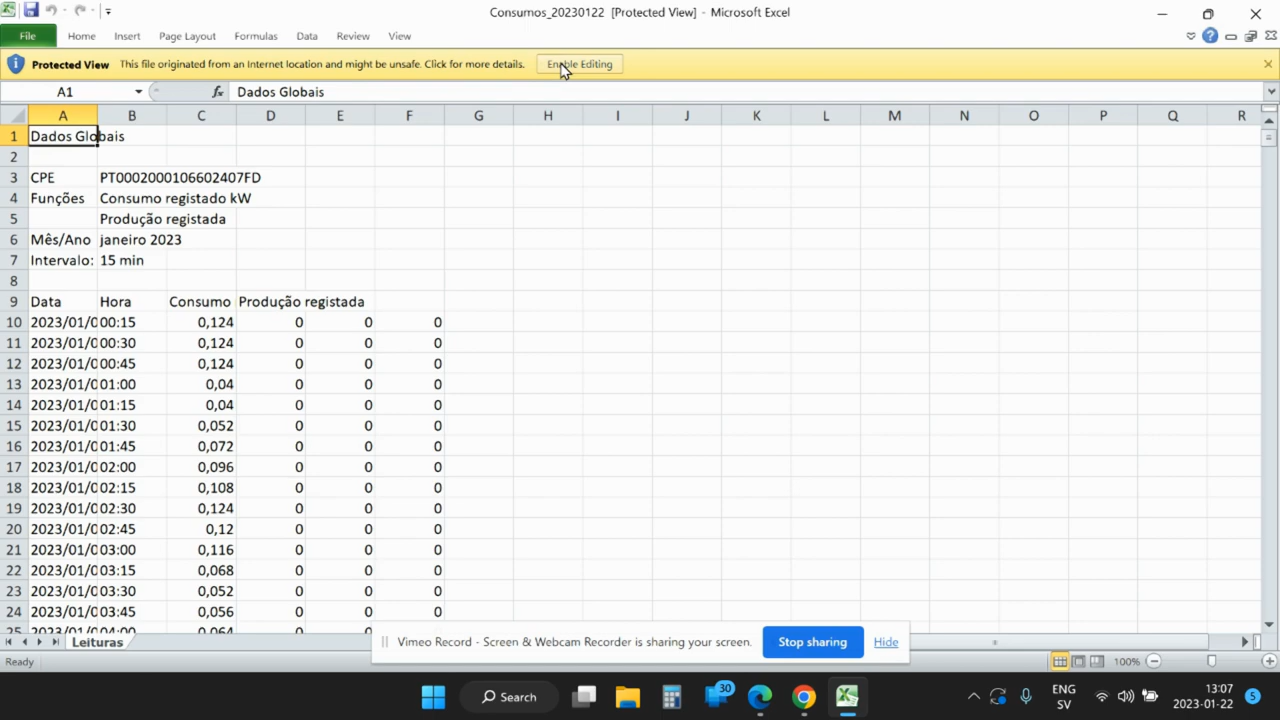 Consumos_20230122 [Protected View] - Microsoft Excel
File Home Insert Page Layout Formulas Data Review View
Protected View This file originated from an Internet location and might be unsafe. Click for more details. Enable Editing
A1 fx Dados Globais
A B C D E F G H I J K L M N O P Q R
1 Dados Globais
2
3 CPE PT0002000106602407FD
4 Funções Consumo registado kW
5 Produção registada
6 Mês/Ano janeiro 2023
7 Intervalo: 15 min
8
9 Data Hora Consumo Produção registada
10 2023/01/0 00:15 0,124 0 0 0
11 2023/01/0 00:30 0,124 0 0 0
12 2023/01/0 00:45 0,124 0 0 0
13 2023/01/0 01:00 0,04 0 0 0
14 2023/01/0 01:15 0,04 0 0 0
15 2023/01/0 01:30 0,052 0 0 0
16 2023/01/0 01:45 0,072 0 0 0
17 2023/01/0 02:00 0,096 0 0 0
18 2023/01/0 02:15 0,108 0 0 0
19 2023/01/0 02:30 0,124 0 0 0
20 2023/01/0 02:45 0,12 0 0 0
21 2023/01/0 03:00 0,116 0 0 0
22 2023/01/0 03:15 0,068 0 0 0
23 2023/01/0 03:30 0,052 0 0 0
24 2023/01/0 03:45 0,056 0 0 0
25 2023/01/0 04:00 0,064 0 0 0
Leituras
Vimeo Record - Screen & Webcam Recorder is sharing your screen. Stop sharing Hide
Ready 100%
Search 30 ENG SV 13:07 2023-01-22 5